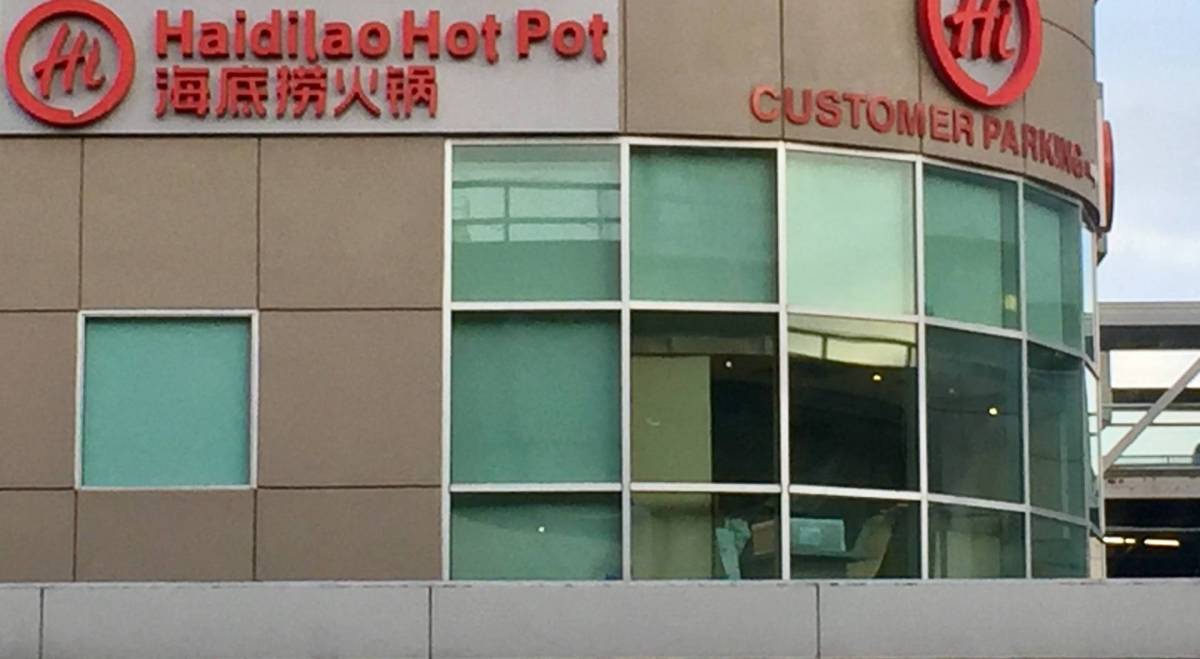 Hi
Haidilao Hot Pot
海底捞火锅
Hi
CUSTOMER PARKING